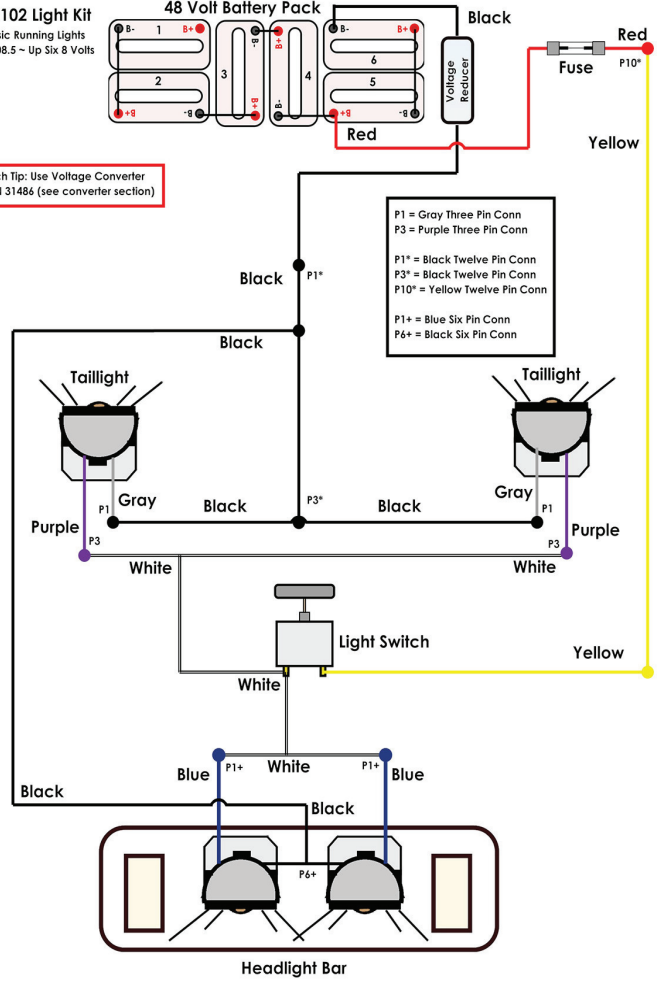 48 Volt Battery Pack
102 Light Kit
Running Lights
~ Up Six 8 Volts
B- 1 B+
B+ 2 B-
3 B- B+
4 B+ B-
B- 6 B+
B+ 5 B-
Black
Voltage Reducer
Fuse
Red
P10*
Red
Yellow
Tip: Use Voltage Converter
31486 (see converter section)
P1 = Gray Three Pin Conn
P3 = Purple Three Pin Conn
P1* = Black Twelve Pin Conn
P3* = Black Twelve Pin Conn
P10* = Yellow Twelve Pin Conn
P1+ = Blue Six Pin Conn
P6+ = Black Six Pin Conn
Black P1*
Black
Taillight
Taillight
Gray
P1
Black
P3*
Black
Gray
P1
Purple
P3
Purple
P3
White
White
Light Switch
White
Yellow
Blue
P1+
White
P1+
Blue
Black
Black
P6+
Headlight Bar